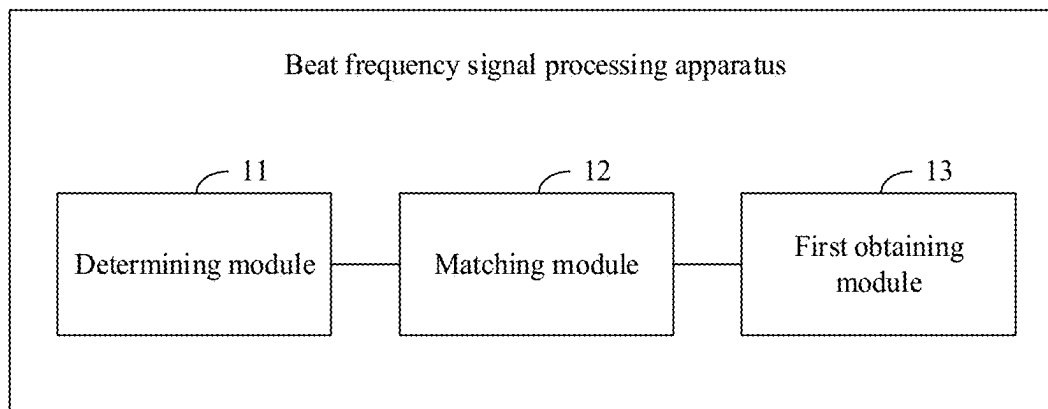 Beat frequency signal processing apparatus
11
12
13
Determining module
Matching module
First obtaining
module